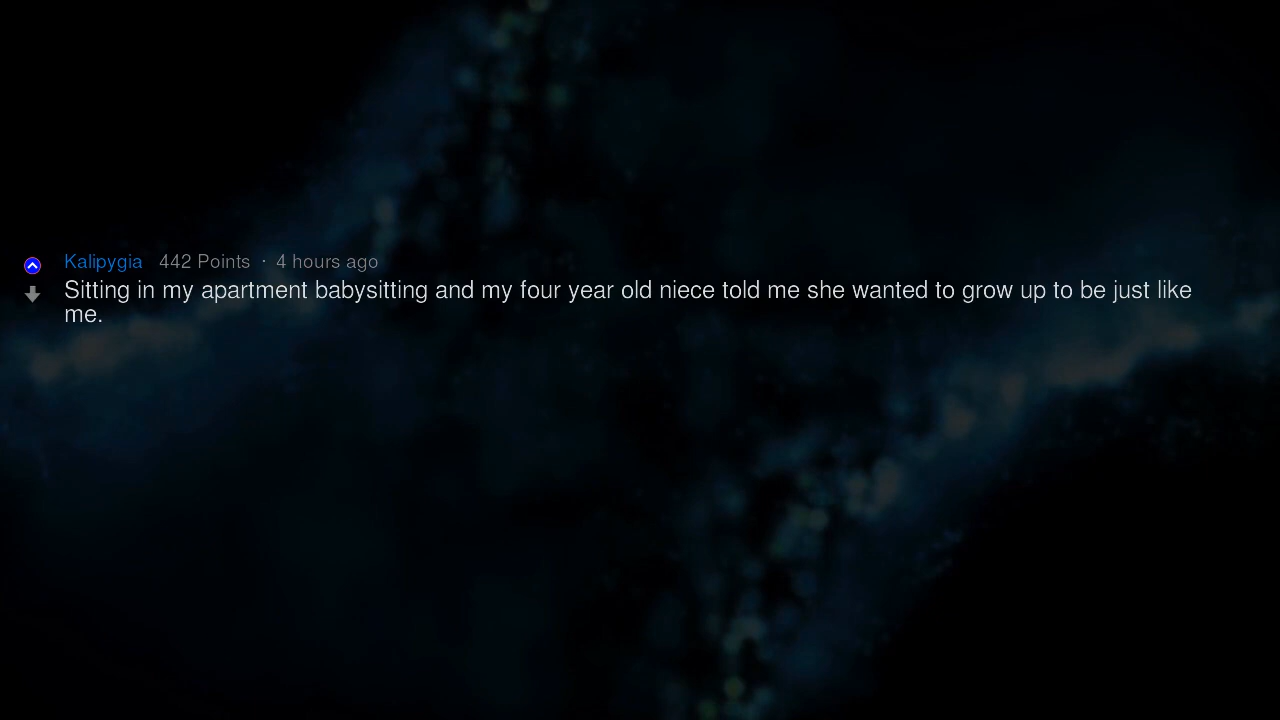 Kalipygia 442 Points · 4 hours ago
Sitting in my apartment babysitting and my four year old niece told me she wanted to grow up to be just like
me.